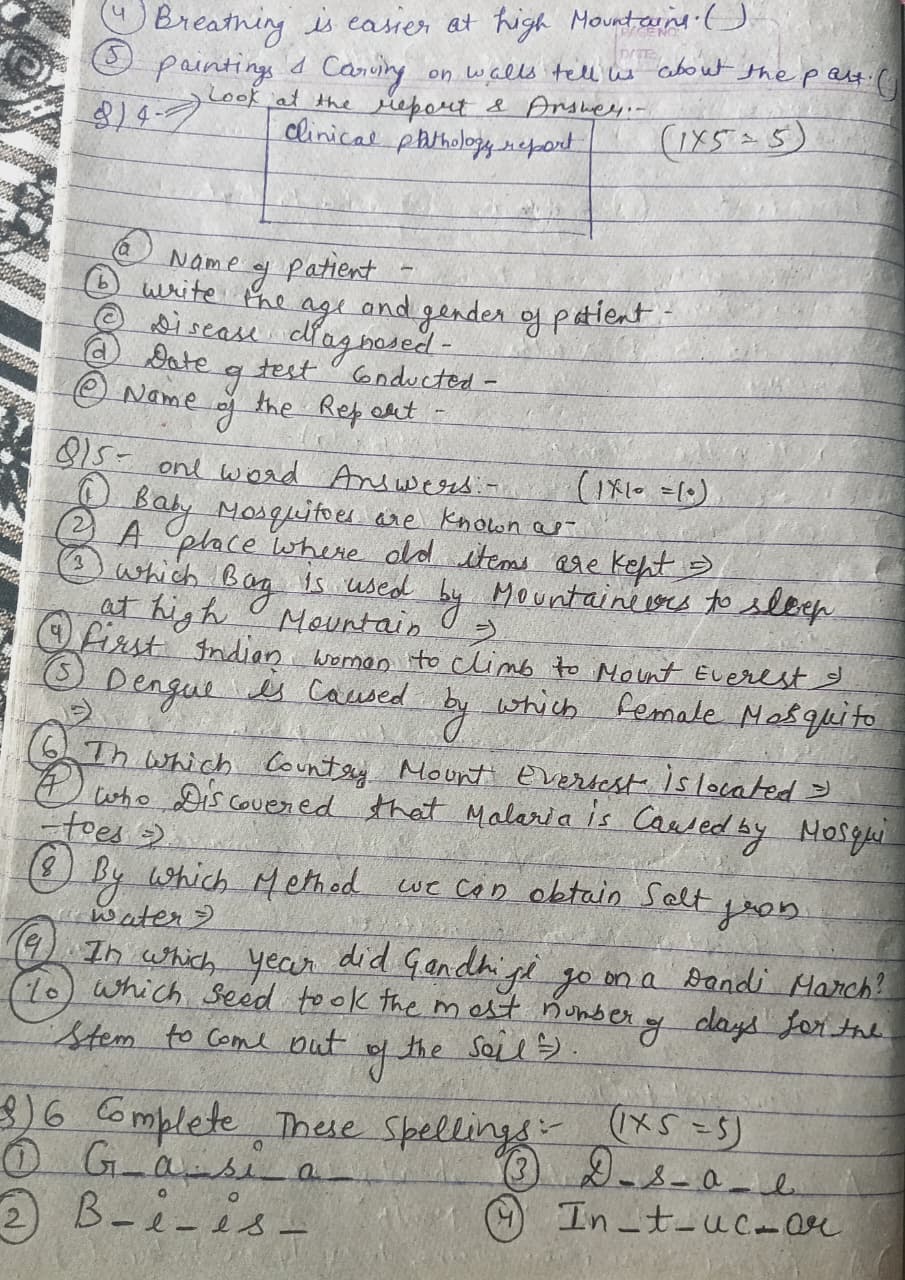 (4) Breathing is easier at high Mountains. ( )
PAGE NO.
DATE
(5) Paintings & Carving on walls tell us about the past. ( )
Q) 4 ⇒ Look at the report & Answer:-
Clinical pathology report
(1×5=5)
(a) Name of patient -
(b) write the age and gender of patient -
(c) Disease diagnosed -
(d) Date of test conducted -
(e) Name of the Report -
Q)5- one word Answers:- (1×10=10)
(1) Baby Mosquitoes are known as-
(2) A place where old items are kept ⇒
(3) which Bag is used by Mountaineers to sleep
at high Mountain ⇒
(4) first Indian woman to climb to Mount Everest ⇒
(5) Dengue is Caused by which female Mosquito
⇒
(6) In which Country Mount Everest is located ⇒
(7) who Discovered that Malaria is Caused by Mosqui
-toes ⇒
(8) By which Method we can obtain Salt from
water ⇒
(9) In which year did Gandhiji go on a Dandi March?
(10) which seed took the most number of days for the
stem to come out of the soil ⇒.
Q)6 Complete These Spellings:- (1×5=5)
(1) G_a_si_a_ (3) D_s_a_e
(2) B_i_is_ (4) In_t_uc_or